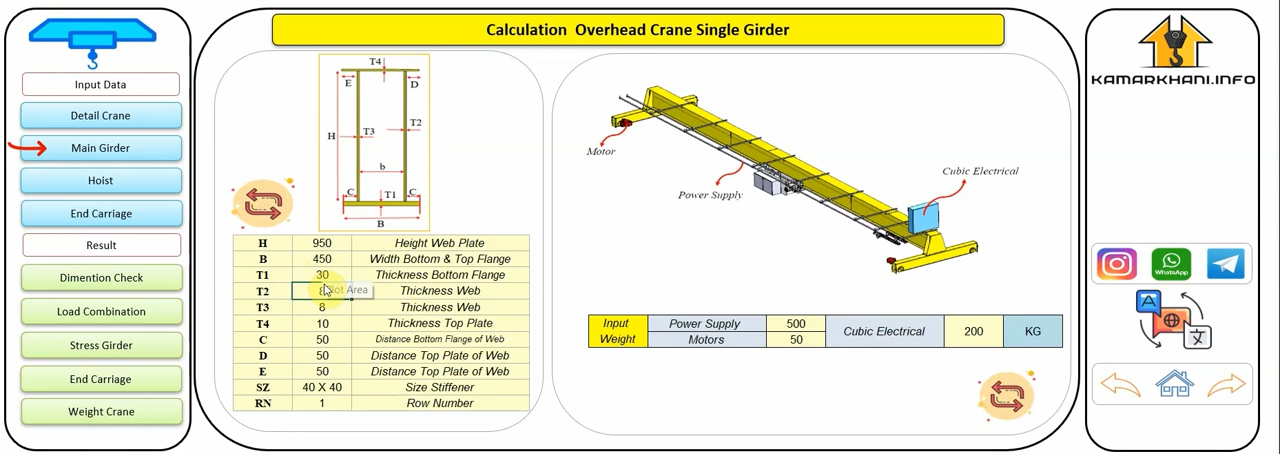 Calculation Overhead Crane Single Girder
Input Data
Detail Crane
Main Girder
Hoist
End Carriage
Result
Dimention Check
Load Combination
Stress Girder
End Carriage
Weight Crane
T4
E
D
H
T3
T2
b
C
T1
C
B
H 950 Height Web Plate
B 450 Width Bottom & Top Flange
T1 30 Thickness Bottom Flange
T2 Plot Area Thickness Web
T3 8 Thickness Web
T4 10 Thickness Top Plate
C 50 Distance Bottom Flange of Web
D 50 Distance Top Plate of Web
E 50 Distance Top Plate of Web
SZ 40 X 40 Size Stiffener
RN 1 Row Number
Motor
Power Supply
Cubic Electrical
Input Weight
Power Supply 500
Motors 50
Cubic Electrical 200 KG
KAMARKHANI.INFO
WhatsApp
A
文